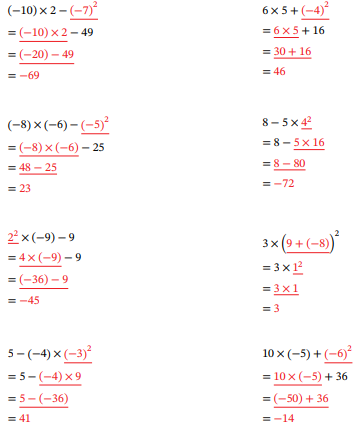 (−10) × 2 − (−7)²
= (−10) × 2 − 49
= (−20) − 49
= −69
(−8) × (−6) − (−5)²
= (−8) × (−6) − 25
= 48 − 25
= 23
2² × (−9) − 9
= 4 × (−9) − 9
= (−36) − 9
= −45
5 − (−4) × (−3)²
= 5 − (−4) × 9
= 5 − (−36)
= 41
6 × 5 + (−4)²
= 6 × 5 + 16
= 30 + 16
= 46
8 − 5 × 4²
= 8 − 5 × 16
= 8 − 80
= −72
3 × (9 + (−8))²
= 3 × 1²
= 3 × 1
= 3
10 × (−5) + (−6)²
= 10 × (−5) + 36
= (−50) + 36
= −14